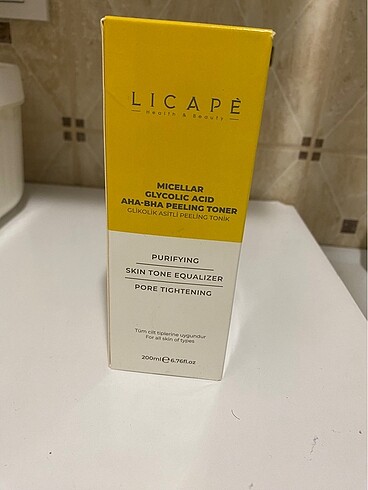 LICAPÈ
Health & Beauty
MICELLAR
GLYCOLIC ACID
AHA-BHA PEELING TONER
GLİKOLİK ASİTLİ PEELİNG TONİK
PURIFYING
SKIN TONE EQUALIZER
PORE TIGHTENING
Tüm cilt tiplerine uygundur
For all skin of types
200ml ℮ 6.76fl.oz